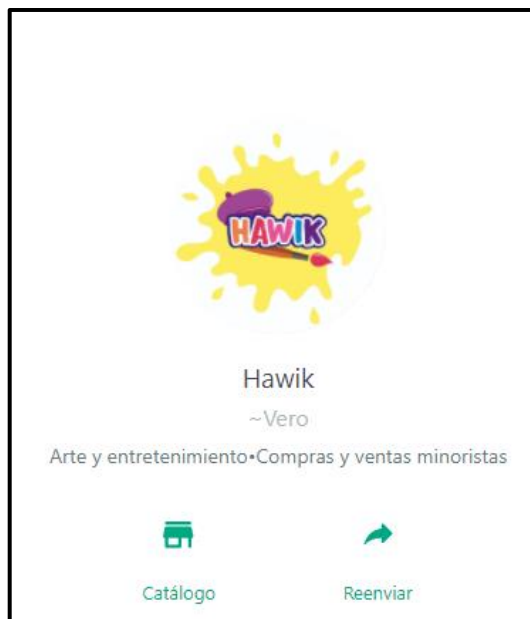 HAWIK
Hawik
~Vero
Arte y entretenimiento•Compras y ventas minoristas
Catálogo Reenviar